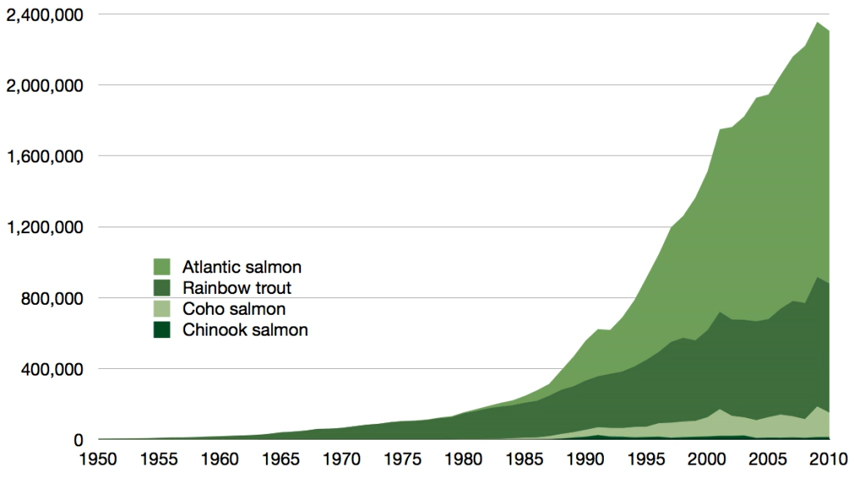 2,400,000
2,000,000
1,600,000
1,200,000
800,000
400,000
0
Atlantic salmon
Rainbow trout
Coho salmon
Chinook salmon
1950 1955 1960 1965 1970 1975 1980 1985 1990 1995 2000 2005 2010